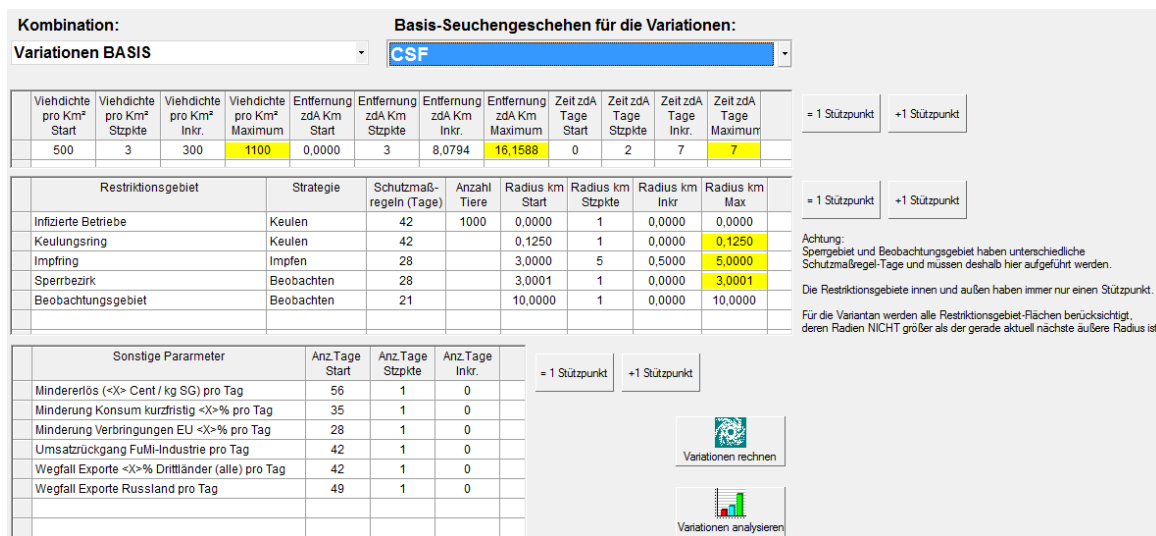 Kombination: Basis-Seuchengeschehen für die Variationen:
Variationen BASIS CSF
Viehdichte Viehdichte Viehdichte Viehdichte Entfernung Entfernung Entfernung Entfernung Zeit zdA Zeit zdA Zeit zdA Zeit zdA
pro Km² pro Km² pro Km² pro Km² zdA Km zdA Km zdA Km zdA Km Tage Tage Tage Tage
Start Stzpkte Inkr. Maximum Start Stzpkte Inkr. Maximum Start Stzpkte Inkr. Maximum
= 1 Stützpunkt +1 Stützpunkt
500 3 300 1100 0,0000 3 8,0794 16,1588 0 2 7 7
Restriktionsgebiet Strategie Schutzmaß- Anzahl Radius km Radius km Radius km Radius km
regeln (Tage) Tiere Start Stzpkte Inkr Max
= 1 Stützpunkt +1 Stützpunkt
Infizierte Betriebe Keulen 42 1000 0,0000 1 0,0000 0,0000
Keulungsring Keulen 42 0,1250 1 0,0000 0,1250
Impfring Impfen 28 3,0000 5 0,5000 5,0000
Sperrbezirk Beobachten 28 3,0001 1 0,0000 3,0001
Beobachtungsgebiet Beobachten 21 10,0000 1 0,0000 10,0000
Achtung:
Sperrgebiet und Beobachtungsgebiet haben unterschiedliche
Schutzmaßregel-Tage und müssen deshalb hier aufgeführt werden.
Die Restriktionsgebiete innen und außen haben immer nur einen Stützpunkt.
Für die Variantan werden alle Restriktionsgebiet-Flächen berücksichtigt,
deren Radien NICHT größer als der gerade aktuell nächste äußere Radius ist
Sonstige Pararmeter Anz.Tage Anz.Tage Anz.Tage
Start Stzpkte Inkr.
= 1 Stützpunkt +1 Stützpunkt
Mindererlös (<X> Cent / kg SG) pro Tag 56 1 0
Minderung Konsum kurzfristig <X>% pro Tag 35 1 0
Minderung Verbringungen EU <X>% pro Tag 28 1 0
Umsatzrückgang FuMi-Industrie pro Tag 42 1 0
Wegfall Exporte <X>% Drittländer (alle) pro Tag 42 1 0
Wegfall Exporte Russland pro Tag 49 1 0
Variationen rechnen
Variationen analysieren